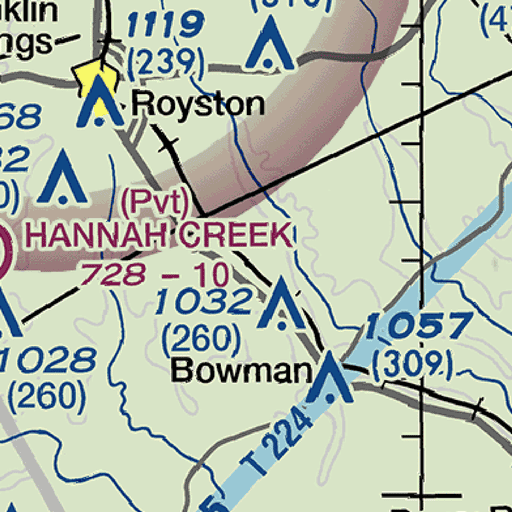 1119
(239)
Royston
(Pvt)
HANNAH CREEK
728 - 10
1032
(260)
1057
(309)
Bowman
1028
(260)
T 224